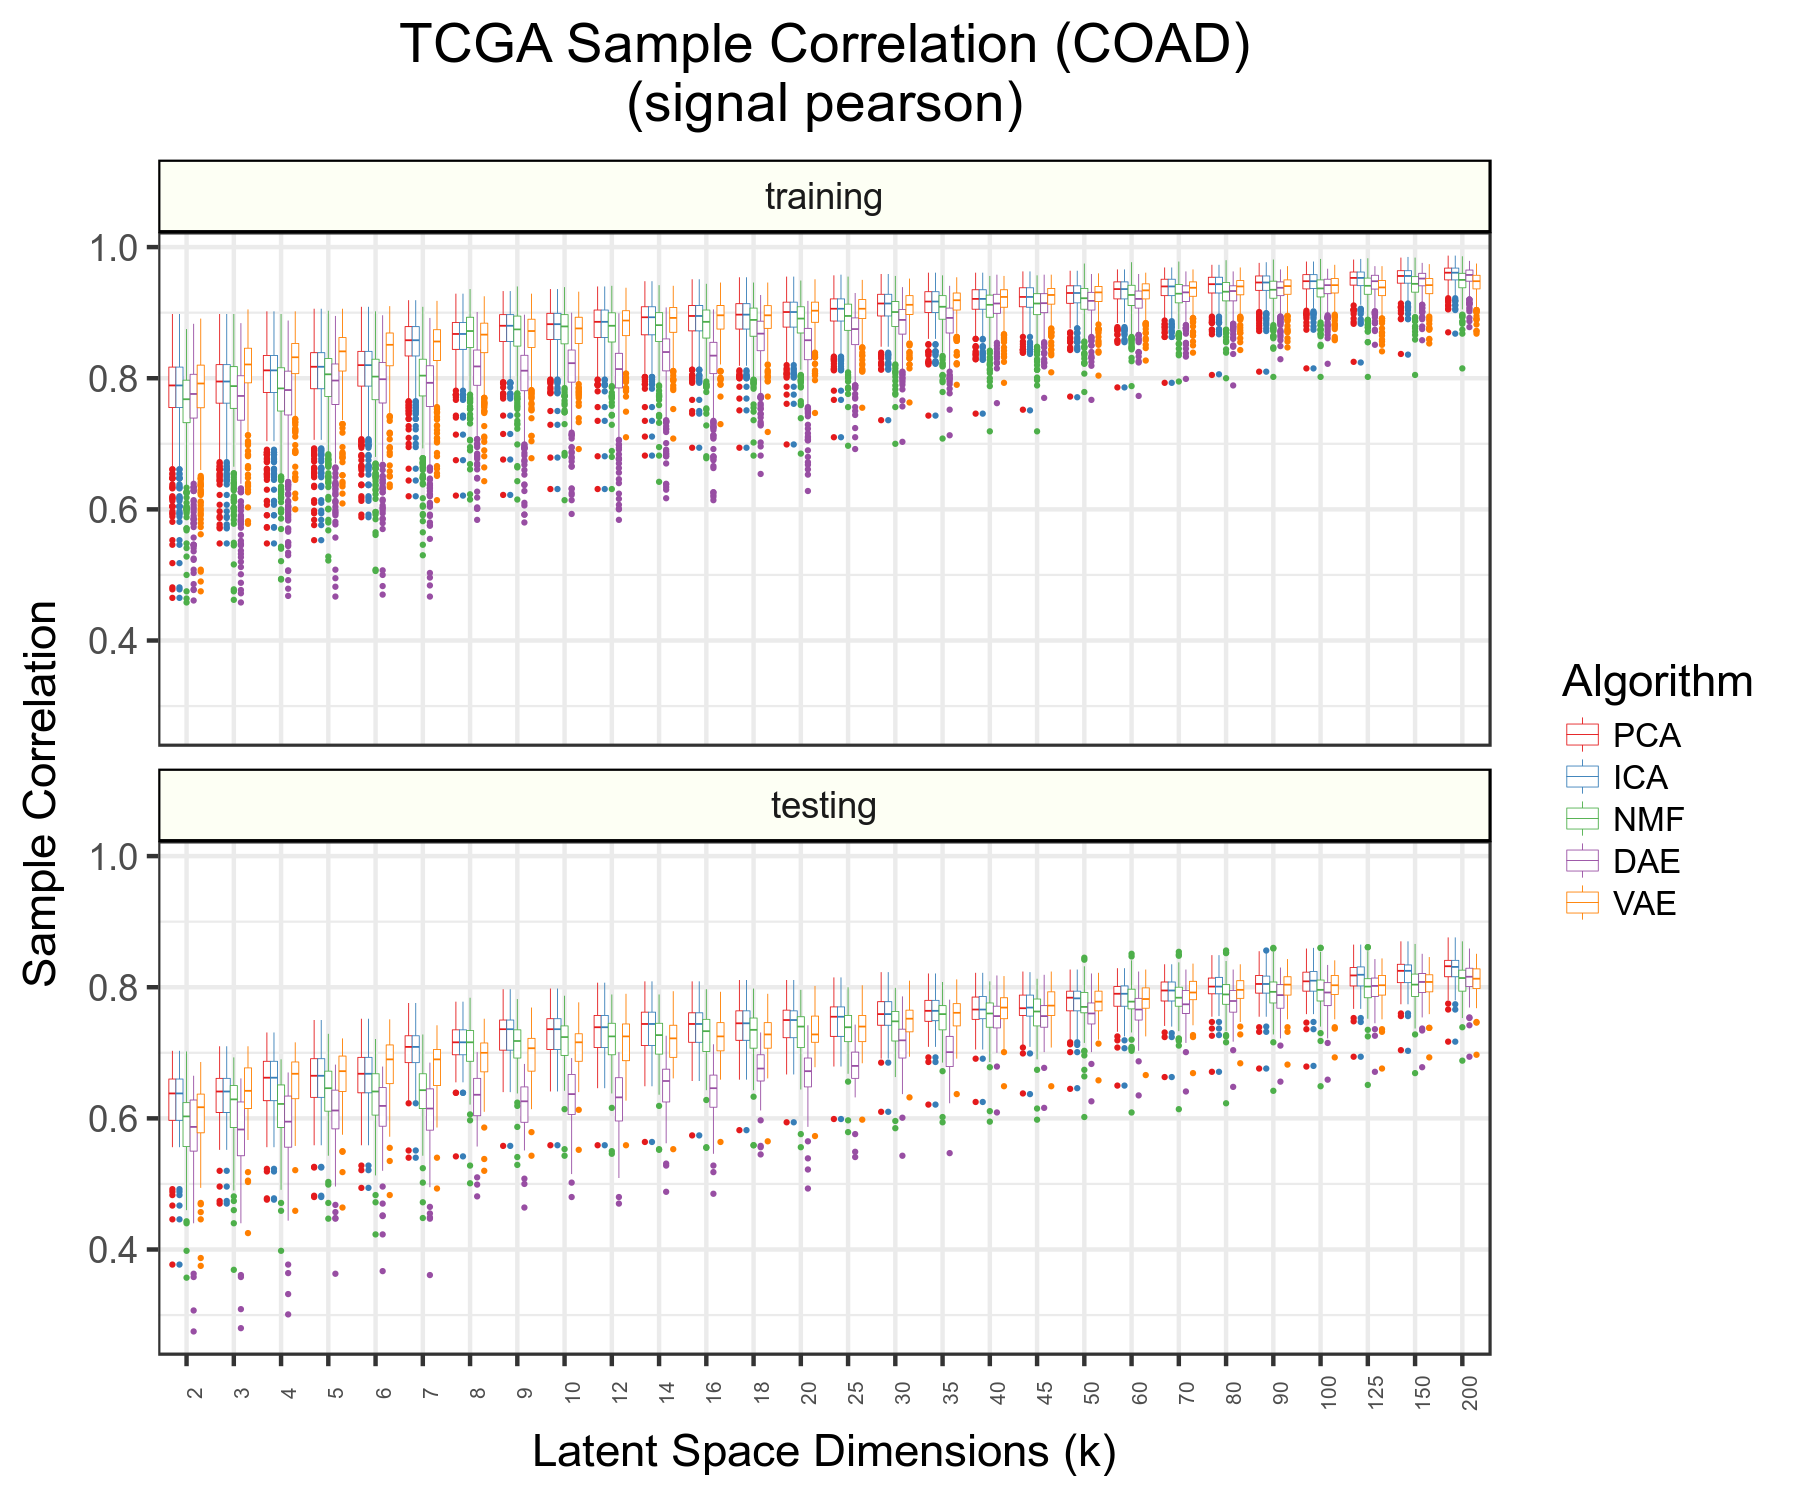 TCGA Sample Correlation (COAD)
(signal pearson)
training
1.0
0.8
0.6
0.4
Sample Correlation
testing
1.0
0.8
0.6
0.4
2 3 4 5 6 7 8 9 10 12 14 16 18 20 25 30 35 40 45 50 60 70 80 90 100 125 150 200
Latent Space Dimensions (k)
Algorithm
PCA
ICA
NMF
DAE
VAE